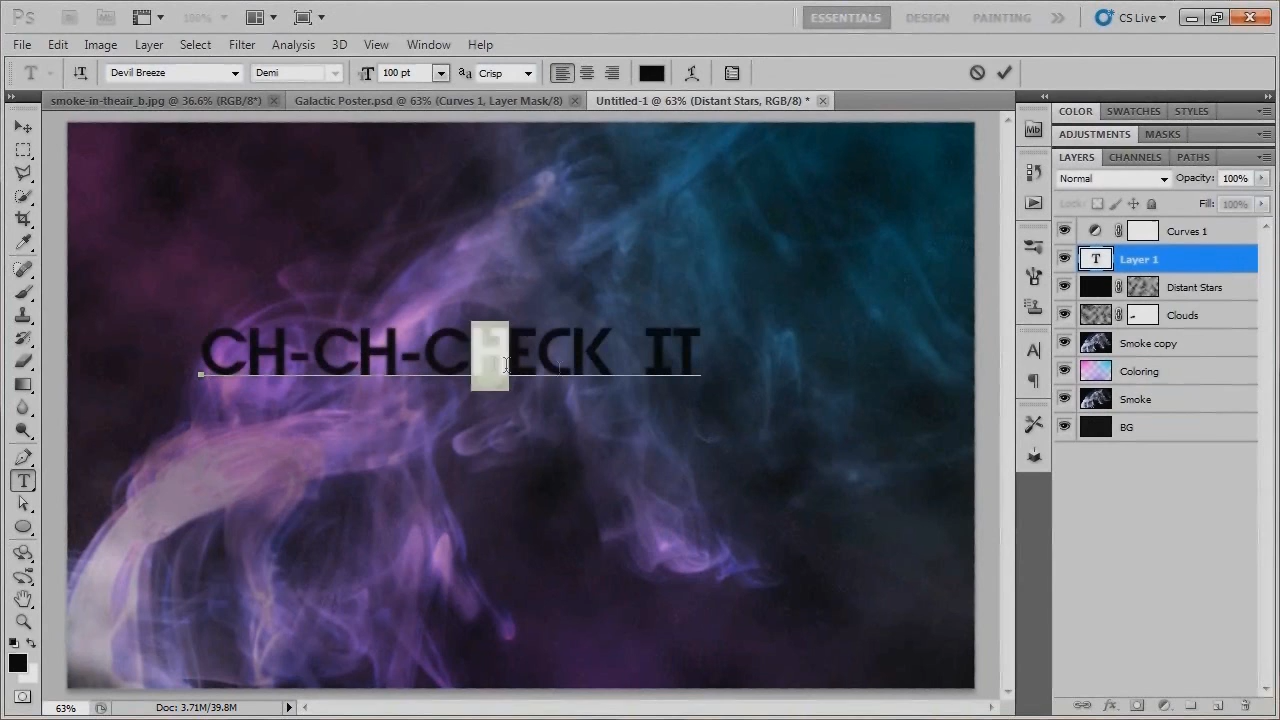 Ps 100% ESSENTIALS DESIGN PAINTING CS Live
File Edit Image Layer Select Filter Analysis 3D View Window Help
T Devil Breeze Demi 100 pt aa Crisp
smoke-in-theair_b.jpg @ 36.6% (RGB/8*) Galactic Poster.psd @ 63% (Curves 1, Layer Mask/8) Untitled-1 @ 63% (Distant Stars, RGB/8) *
COLOR SWATCHES STYLES
Mb
ADJUSTMENTS MASKS
LAYERS CHANNELS PATHS
Normal Opacity: 100%
Lock: Fill: 100%
Curves 1
T Layer 1
Distant Stars
Clouds
Smoke copy
Coloring
Smoke
BG
CH-CH-CHECK IT
63% Doc: 3.71M/39.8M
fx